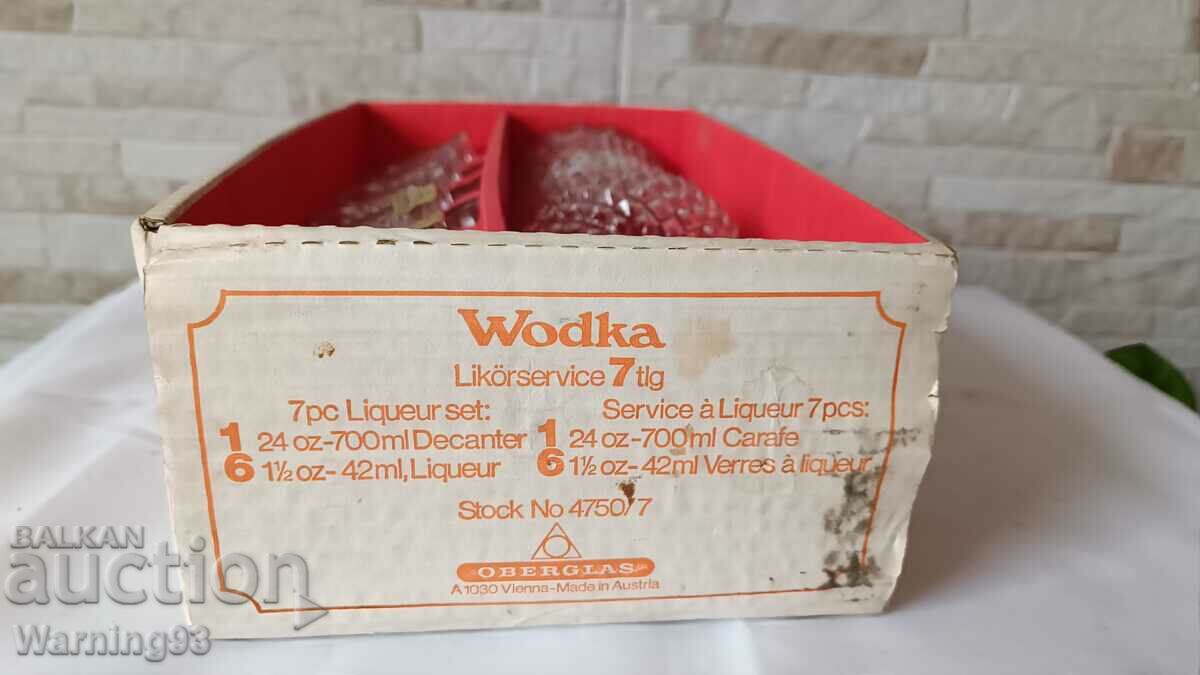 Wodka
Likörservice 7tlg
7pc Liqueur set:
1 24 oz-700ml Decanter
6 1½ oz-42ml, Liqueur
Service à Liqueur 7pcs:
1 24 oz-700ml Carafe
6 1½ oz-42ml Verres à liqueur
Stock No 4750/7
OBERGLAS
A1030 Vienna-Made in Austria
BALKAN
auction
Warning93